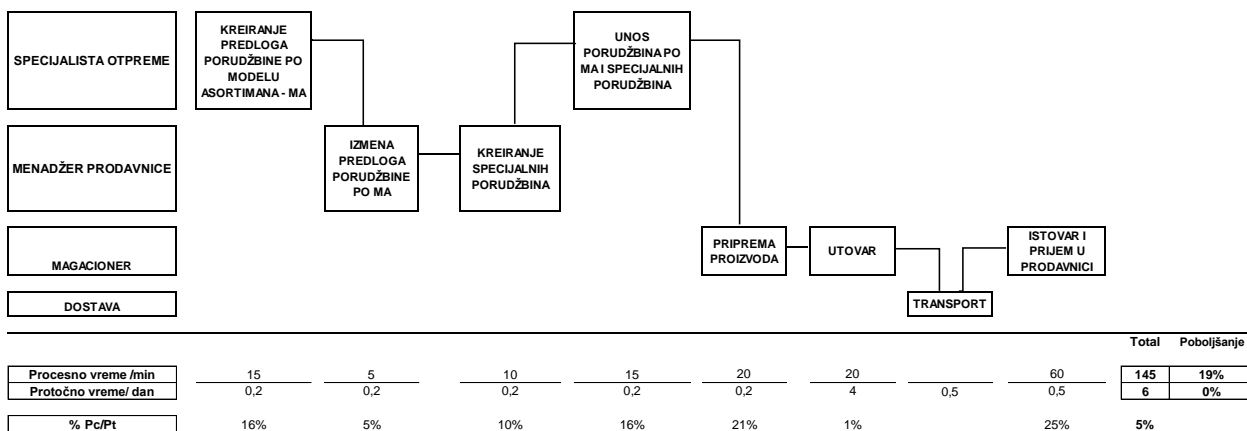 SPECIJALISTA OTPREME
KREIRANJE
PREDLOGA
PORUDŽBINE PO
MODELU
ASORTIMANA - MA
UNOS
PORUDŽBINA PO
MA I SPECIJALNIH
PORUDŽBINA
MENADŽER PRODAVNICE
IZMENA
PREDLOGA
PORUDŽBINE
PO MA
KREIRANJE
SPECIJALNIH
PORUDŽBINA
MAGACIONER
PRIPREMA
PROIZVODA
UTOVAR
ISTOVAR I
PRIJEM U
PRODAVNICI
DOSTAVA
TRANSPORT
Total Poboljšanje
Procesno vreme /min 15 5 10 15 20 20 60 145 19%
Protočno vreme/ dan 0,2 0,2 0,2 0,2 0,2 4 0,5 0,5 6 0%
% Pc/Pt 16% 5% 10% 16% 21% 1% 25% 5%